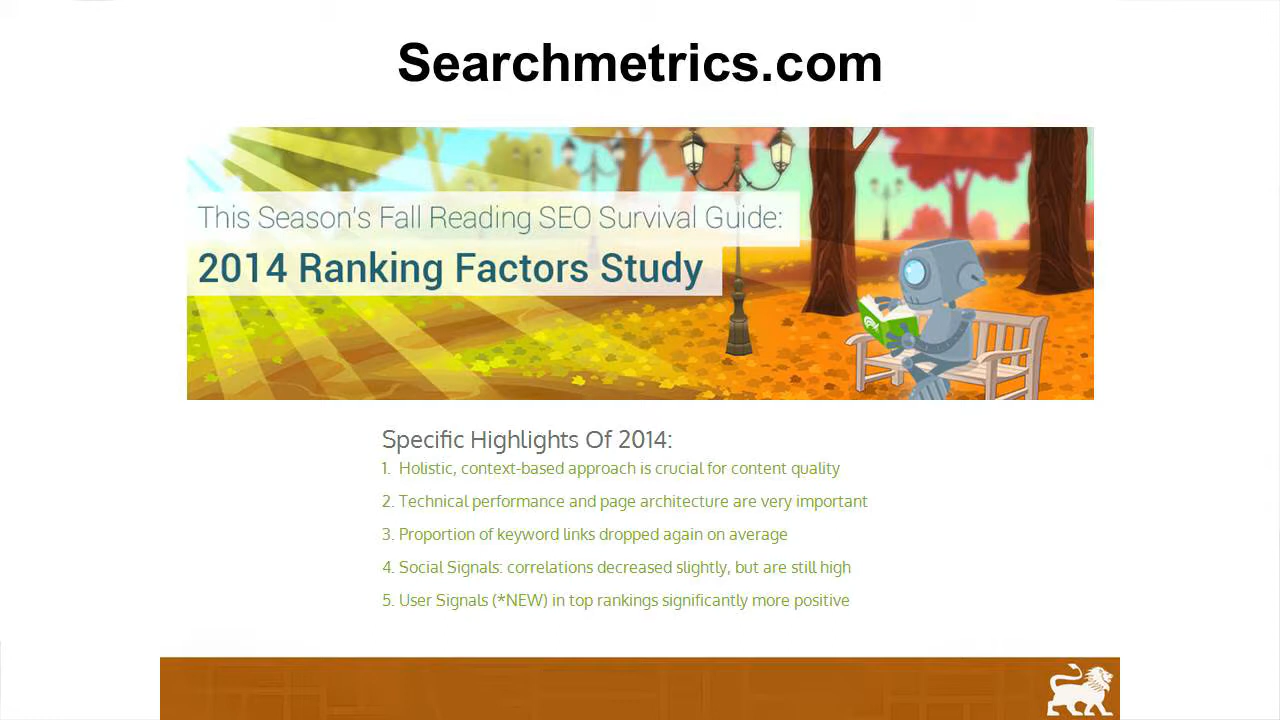 Searchmetrics.com
This Season's Fall Reading SEO Survival Guide:
2014 Ranking Factors Study
Specific Highlights Of 2014:
1. Holistic, context-based approach is crucial for content quality
2. Technical performance and page architecture are very important
3. Proportion of keyword links dropped again on average
4. Social Signals: correlations decreased slightly, but are still high
5. User Signals (*NEW) in top rankings significantly more positive